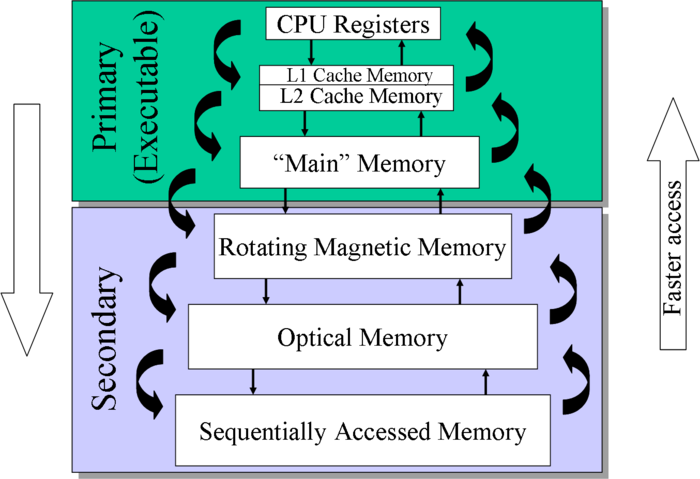 CPU Registers
L1 Cache Memory
L2 Cache Memory
“Main” Memory
Rotating Magnetic Memory
Optical Memory
Sequentially Accessed Memory
Primary
(Executable)
Secondary
Faster access